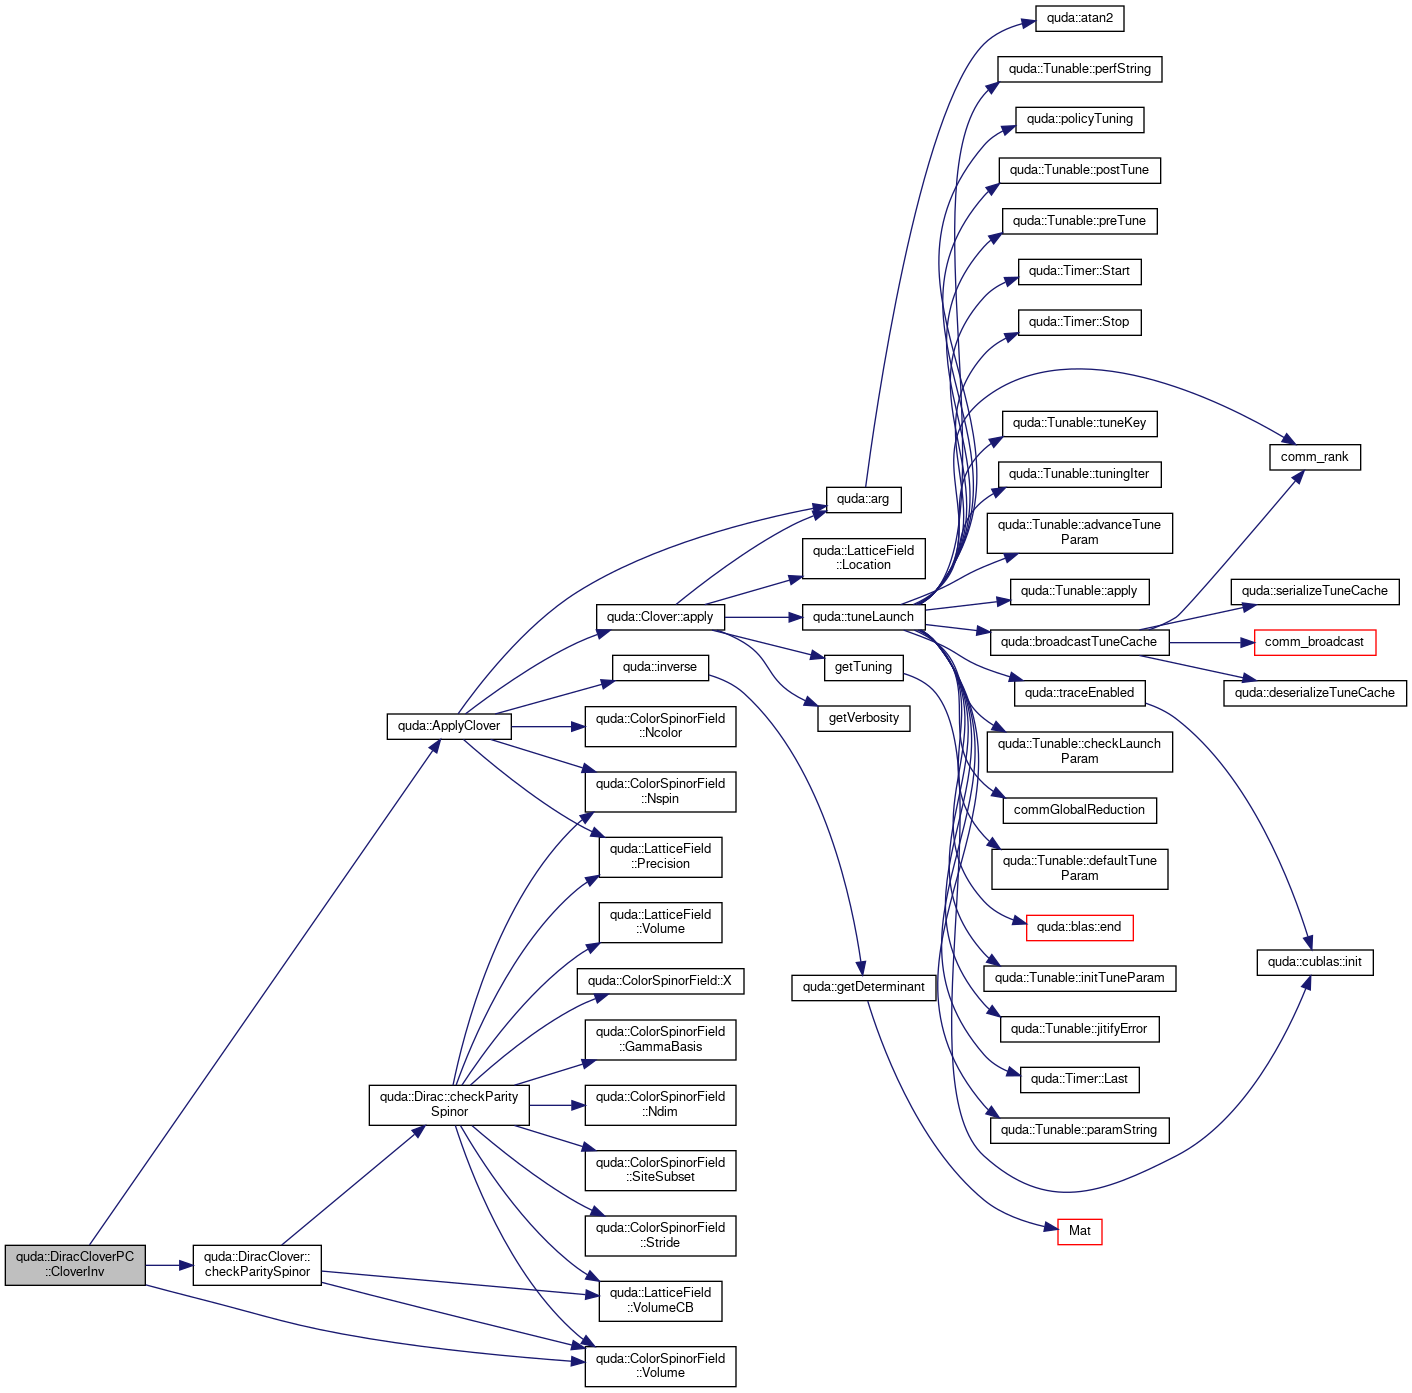 quda::atan2
quda::Tunable::perfString
quda::policyTuning
quda::Tunable::postTune
quda::Tunable::preTune
quda::Timer::Start
quda::Timer::Stop
quda::Tunable::tuneKey
comm_rank
quda::Tunable::tuningIter
quda::arg
quda::Tunable::advanceTune
Param
quda::LatticeField
::Location
quda::Tunable::apply
quda::serializeTuneCache
quda::Clover::apply
quda::tuneLaunch
quda::broadcastTuneCache
comm_broadcast
quda::inverse
getTuning
quda::traceEnabled
quda::deserializeTuneCache
quda::ApplyClover
quda::ColorSpinorField
::Ncolor
getVerbosity
quda::Tunable::checkLaunch
Param
quda::ColorSpinorField
::Nspin
commGlobalReduction
quda::LatticeField
::Precision
quda::Tunable::defaultTune
Param
quda::LatticeField
::Volume
quda::blas::end
quda::cublas::init
quda::ColorSpinorField::X
quda::getDeterminant
quda::Tunable::initTuneParam
quda::ColorSpinorField
::GammaBasis
quda::Tunable::jitifyError
quda::Timer::Last
quda::Dirac::checkParity
Spinor
quda::ColorSpinorField
::Ndim
quda::Tunable::paramString
quda::ColorSpinorField
::SiteSubset
quda::ColorSpinorField
::Stride
Mat
quda::DiracCloverPC
::CloverInv
quda::DiracClover::
checkParitySpinor
quda::LatticeField
::VolumeCB
quda::ColorSpinorField
::Volume